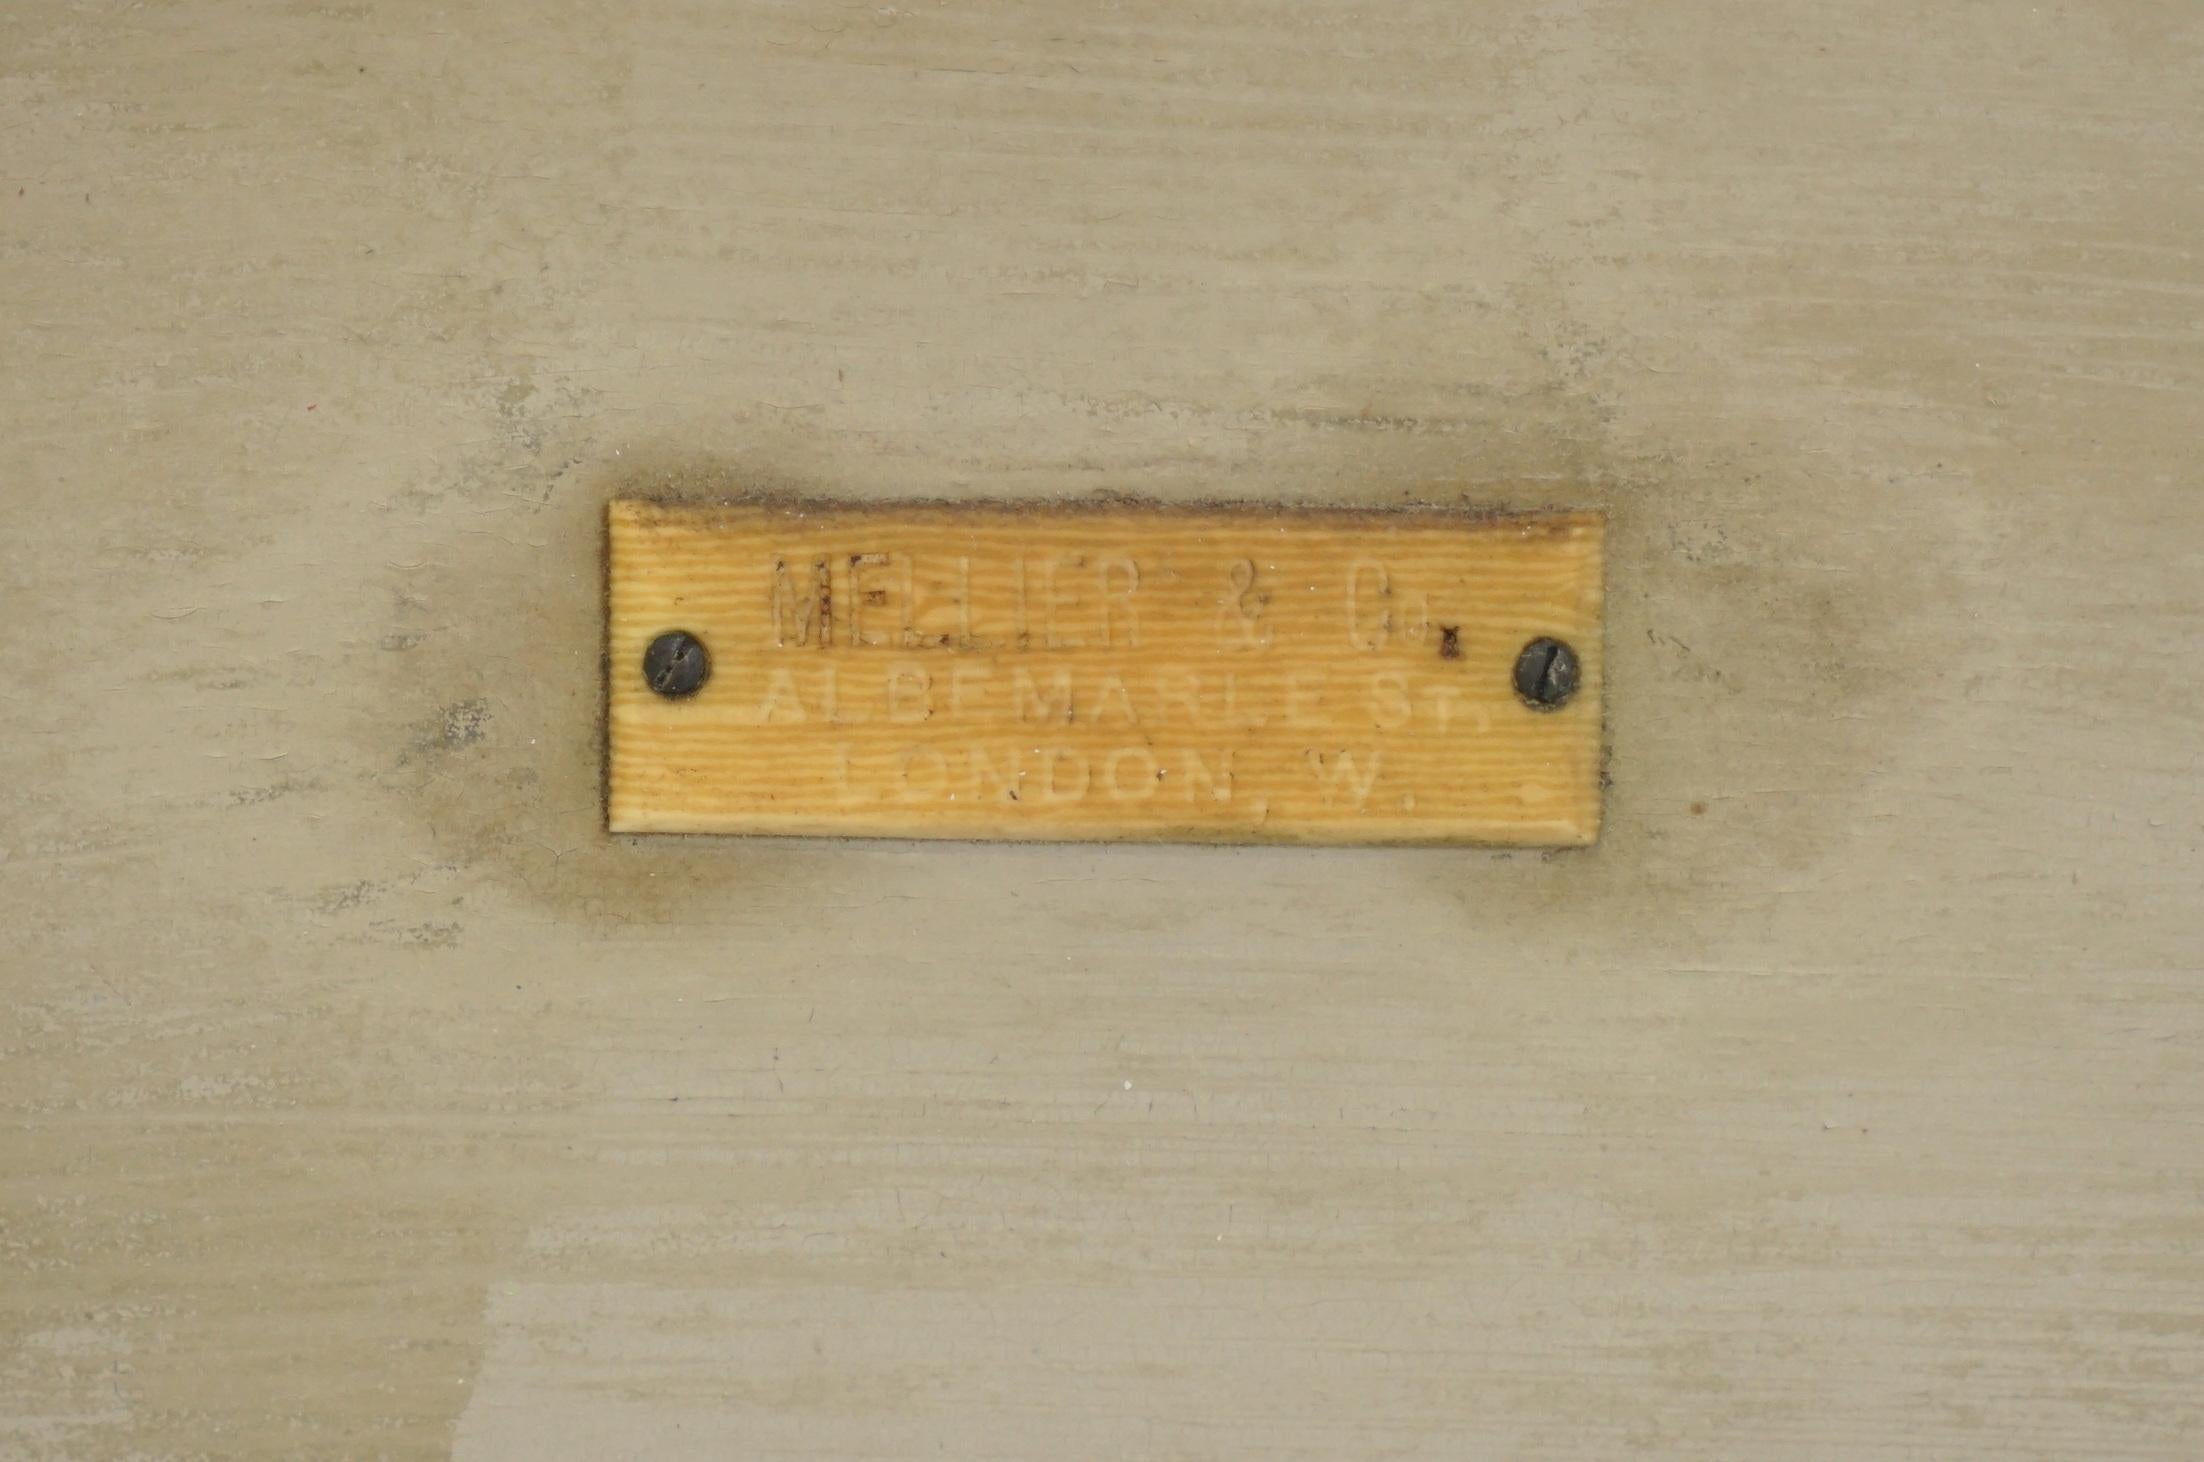 MELLIER & Co.
ALBEMARLE ST,
LONDON, W.